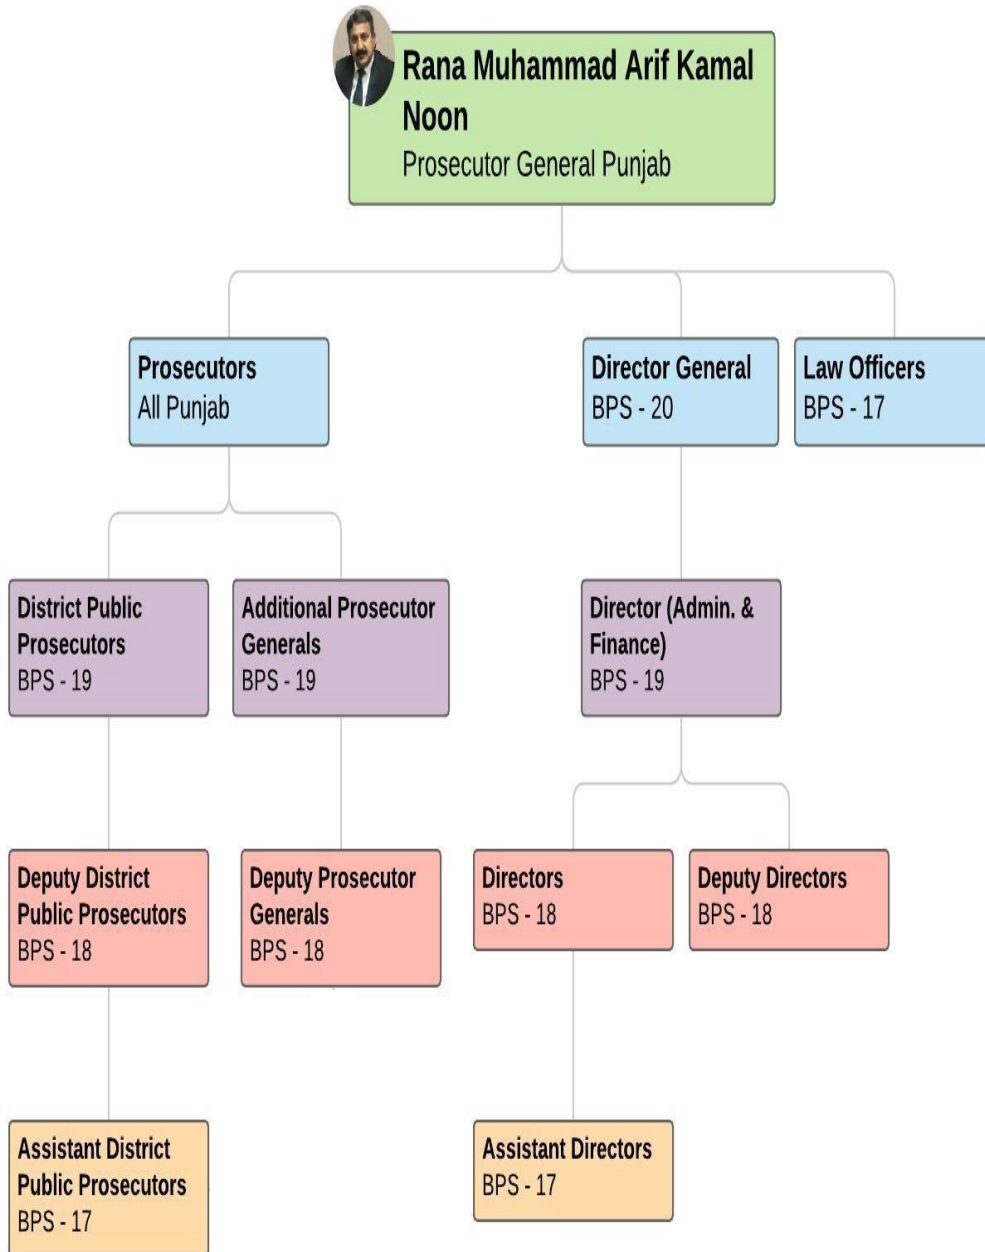 Rana Muhammad Arif Kamal
Noon
Prosecutor General Punjab
Prosecutors
All Punjab
Director General
BPS - 20
Law Officers
BPS - 17
District Public
Prosecutors
BPS - 19
Additional Prosecutor
Generals
BPS - 19
Director (Admin. &
Finance)
BPS - 19
Deputy District
Public Prosecutors
BPS - 18
Deputy Prosecutor
Generals
BPS - 18
Directors
BPS - 18
Deputy Directors
BPS - 18
Assistant District
Public Prosecutors
BPS - 17
Assistant Directors
BPS - 17